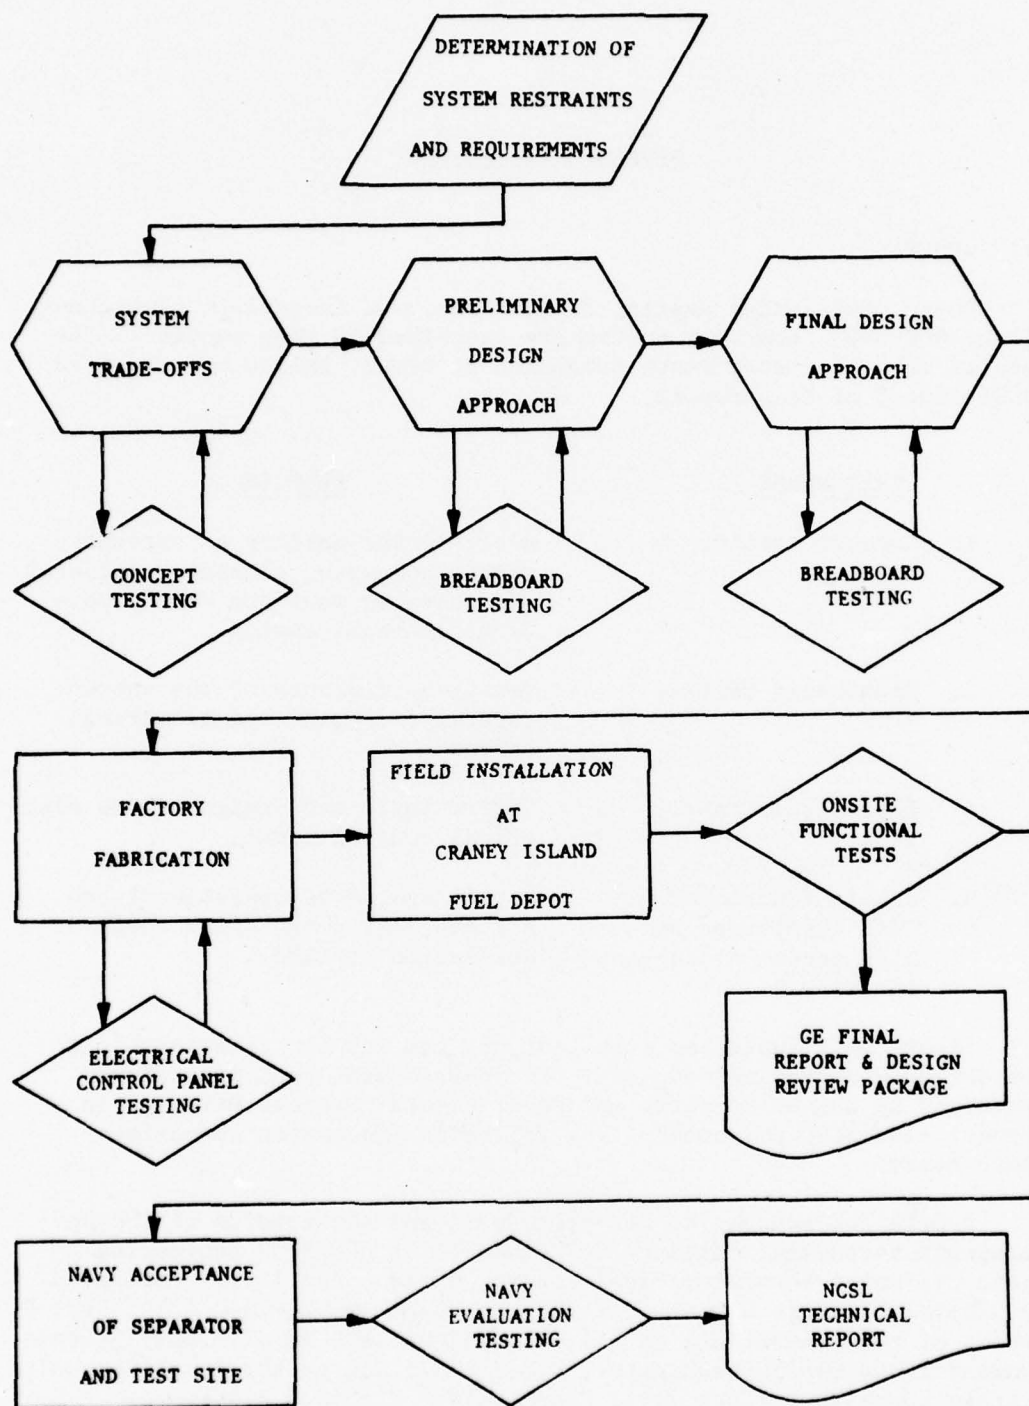 DETERMINATION OF
SYSTEM RESTRAINTS
AND REQUIREMENTS
SYSTEM
TRADE-OFFS
PRELIMINARY
DESIGN
APPROACH
FINAL DESIGN
APPROACH
CONCEPT
TESTING
BREADBOARD
TESTING
BREADBOARD
TESTING
FACTORY
FABRICATION
FIELD INSTALLATION
AT
CRANEY ISLAND
FUEL DEPOT
ONSITE
FUNCTIONAL
TESTS
ELECTRICAL
CONTROL PANEL
TESTING
GE FINAL
REPORT & DESIGN
REVIEW PACKAGE
NAVY ACCEPTANCE
OF SEPARATOR
AND TEST SITE
NAVY
EVALUATION
TESTING
NCSL
TECHNICAL
REPORT